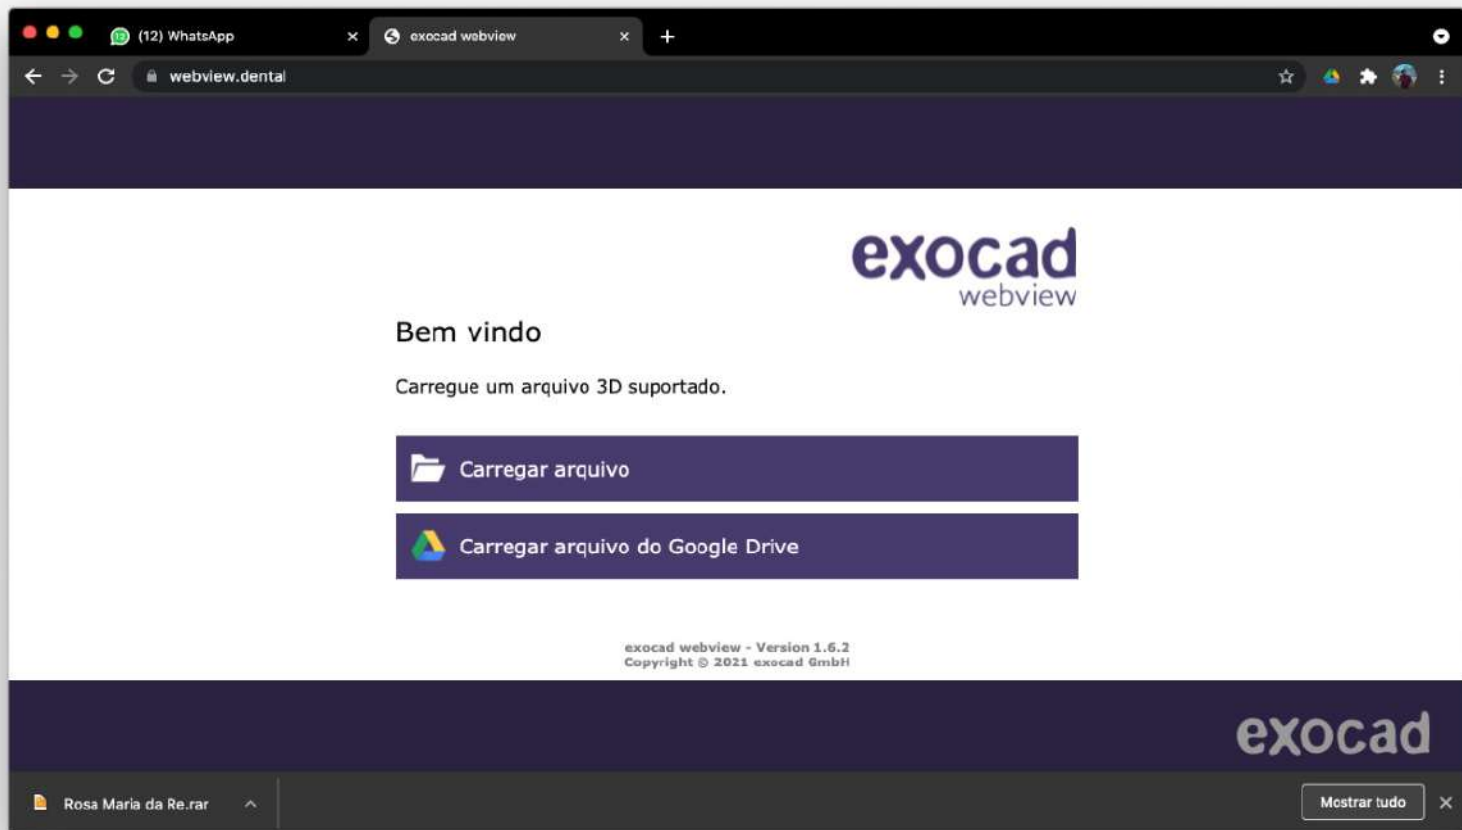 (12) WhatsApp
exocad webview
webview.dental
exocad
webview
Bem vindo
Carregue um arquivo 3D suportado.
Carregar arquivo
Carregar arquivo do Google Drive
exocad webview - Version 1.6.2
Copyright © 2021 exocad GmbH
exocad
Rosa Maria da Re.rar
Mostrar tudo